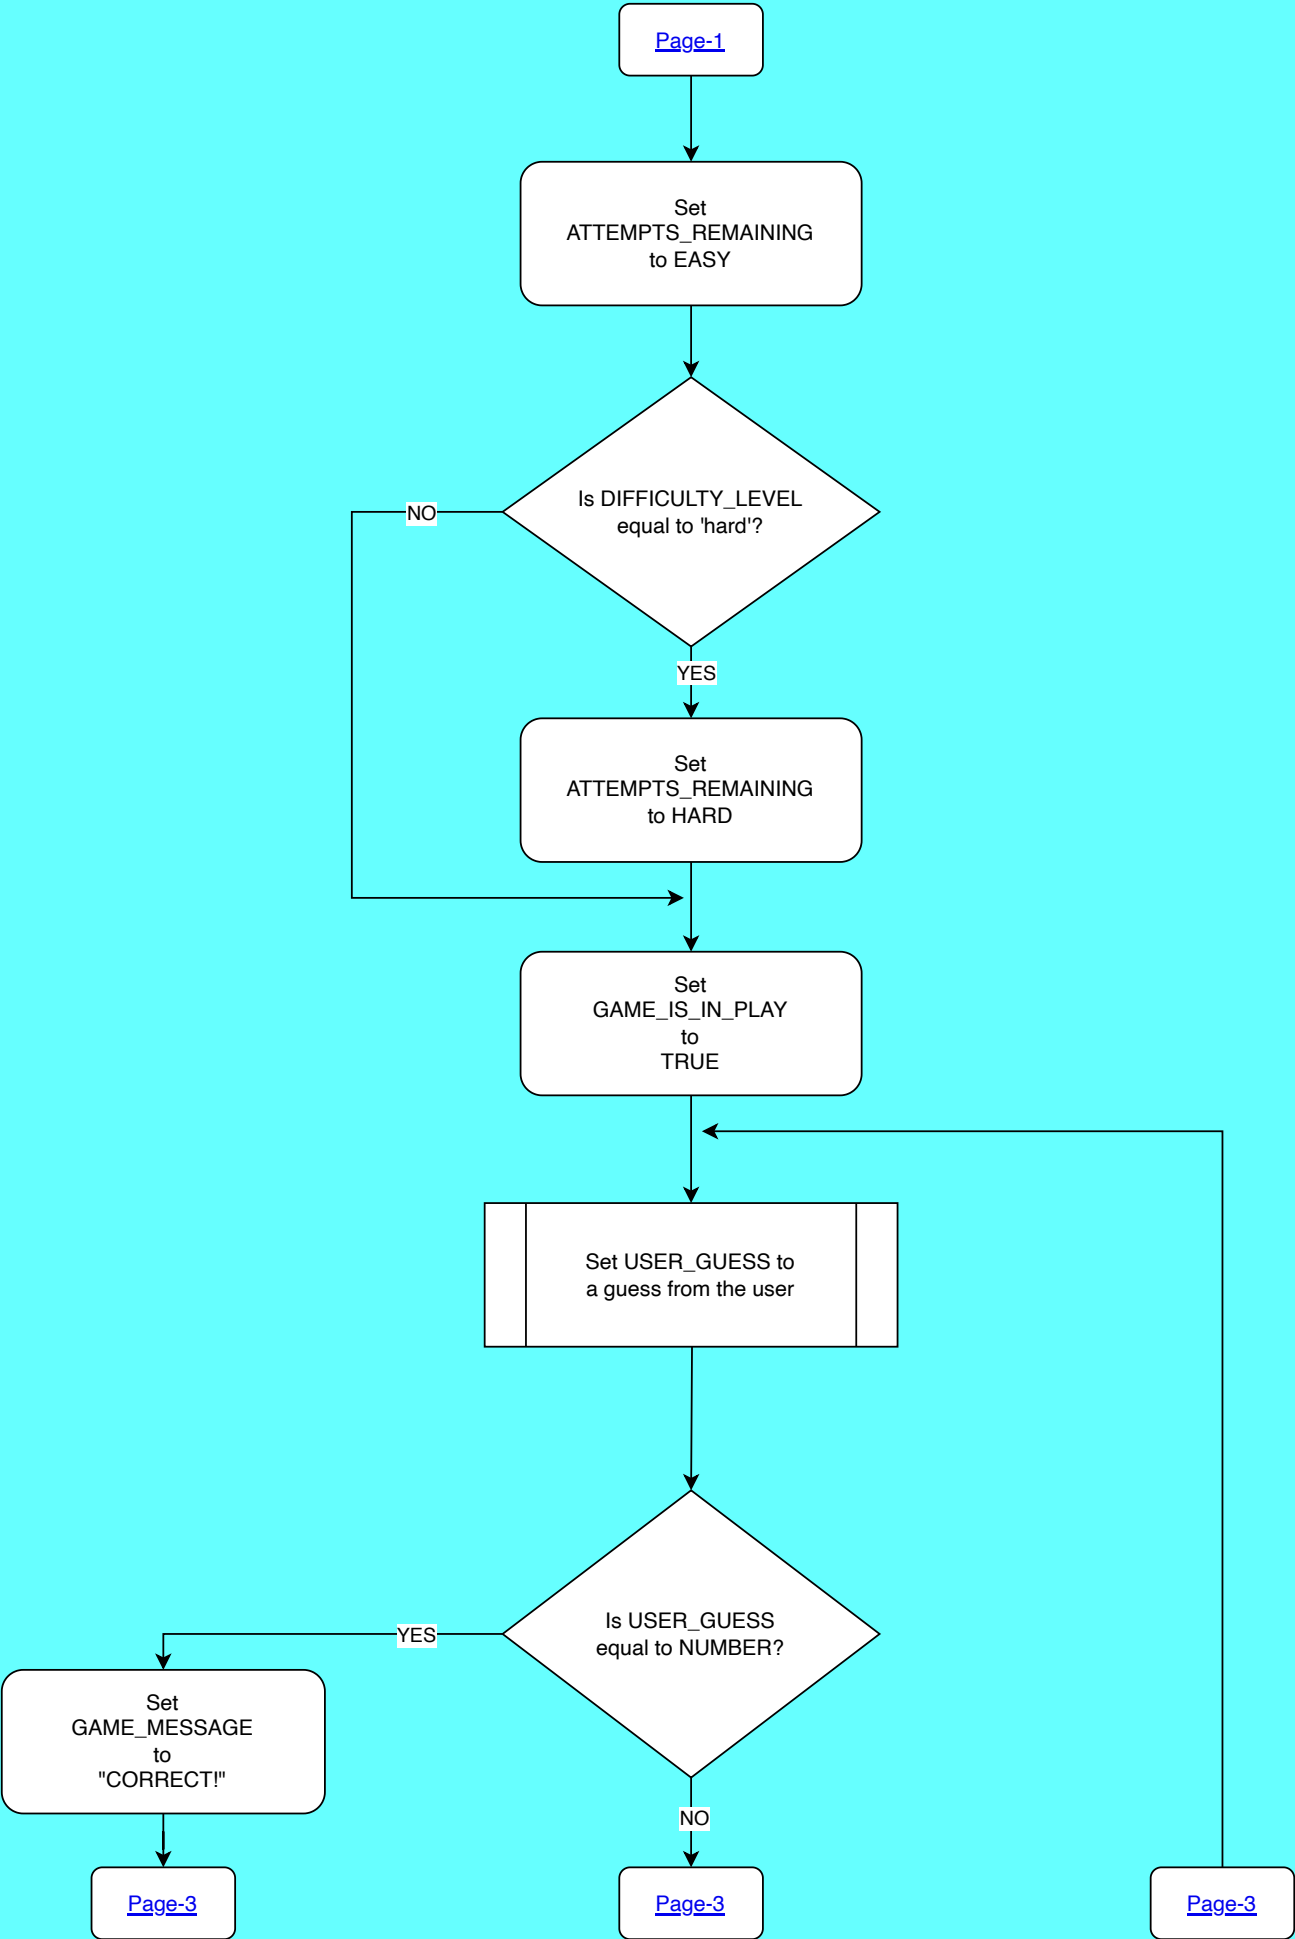 Page-1
Set
ATTEMPTS_REMAINING
to EASY
Is DIFFICULTY_LEVEL
equal to 'hard'?
NO
YES
Set
ATTEMPTS_REMAINING
to HARD
Set
GAME_IS_IN_PLAY
to
TRUE
Set USER_GUESS to
a guess from the user
Is USER_GUESS
equal to NUMBER?
YES
Set
GAME_MESSAGE
to
"CORRECT!"
NO
Page-3
Page-3
Page-3